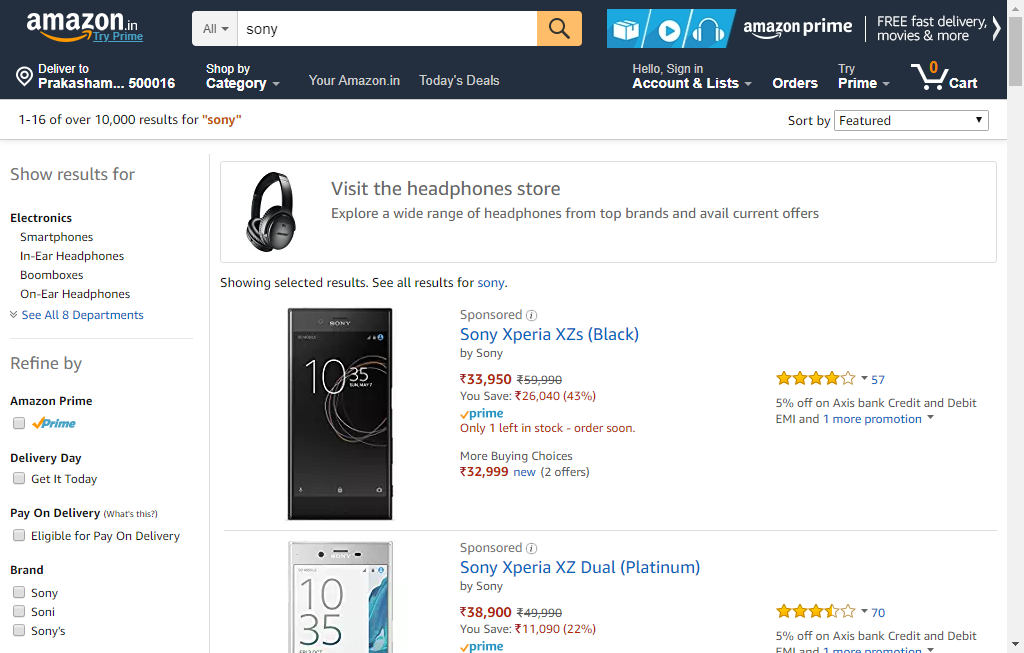 amazon.in
Try Prime
All
sony
amazon prime
FREE fast delivery, movies & more
Deliver to
Prakasham... 500016
Shop by
Category
Your Amazon.in
Today's Deals
Hello, Sign in
Account & Lists
Orders
Try
Prime
0
Cart
1-16 of over 10,000 results for "sony"
Sort by
Featured
Show results for
Electronics
Smartphones
In-Ear Headphones
Boomboxes
On-Ear Headphones
See All 8 Departments
Refine by
Amazon Prime
Prime
Delivery Day
Get It Today
Pay On Delivery (What's this?)
Eligible for Pay On Delivery
Brand
Sony
Soni
Sony's
Visit the headphones store
Explore a wide range of headphones from top brands and avail current offers
Showing selected results. See all results for sony.
SONY
10 35
SUN, MAY 7
Sponsored
Sony Xperia XZs (Black)
by Sony
₹33,950 ₹59,990
You Save: ₹26,040 (43%)
prime
Only 1 left in stock - order soon.
More Buying Choices
₹32,999 new (2 offers)
57
5% off on Axis bank Credit and Debit
EMI and 1 more promotion
SONY
10
35
Sponsored
Sony Xperia XZ Dual (Platinum)
by Sony
₹38,900 ₹49,990
You Save: ₹11,090 (22%)
prime
70
5% off on Axis bank Credit and Debit
EMI and 1 more promotion